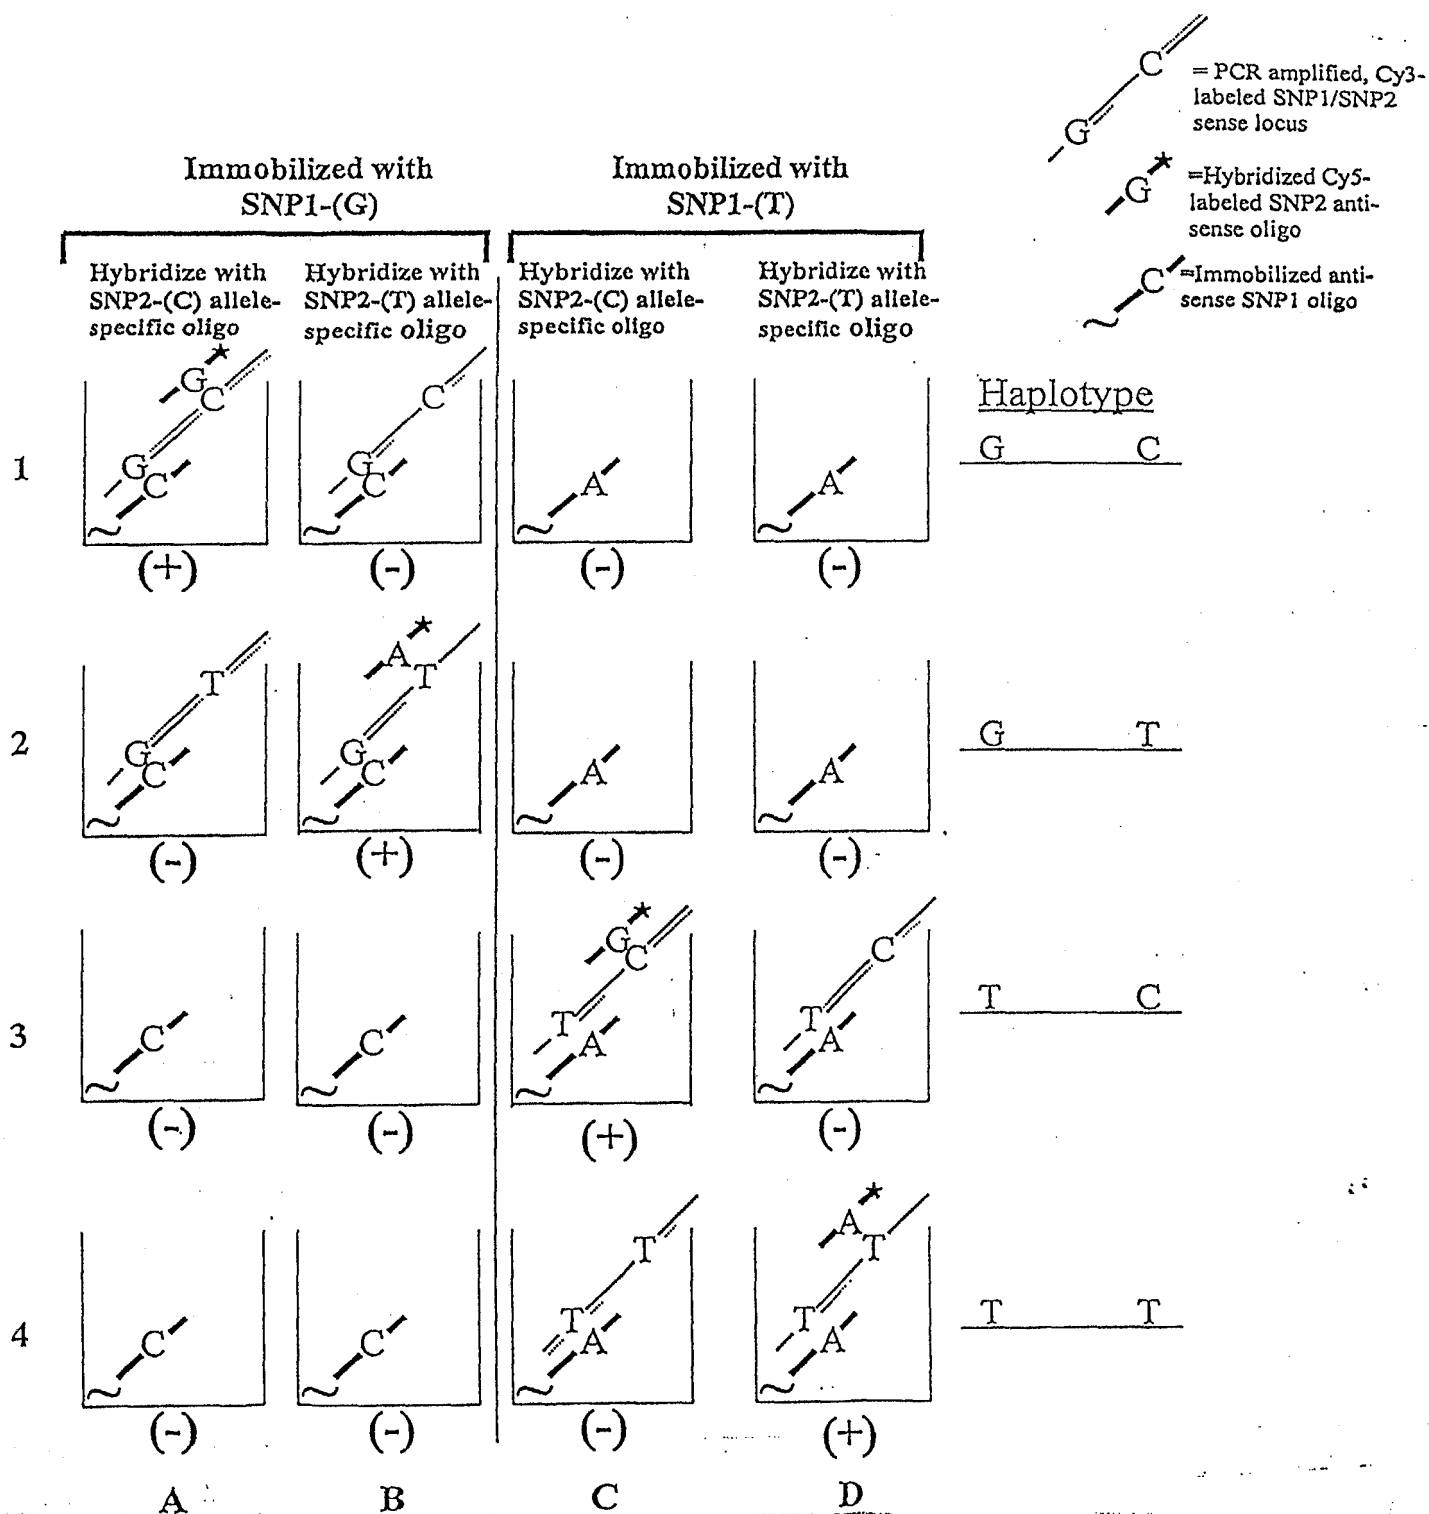 = PCR amplified, Cy3-
labeled SNP1/SNP2
sense locus
C
G
=Hybridized Cy5-
labeled SNP2 anti-
sense oligo
G
=Immobilized anti-
sense SNP1 oligo
C
Immobilized with
SNP1-(G)
Immobilized with
SNP1-(T)
Hybridize with
SNP2-(C) allele-
specific oligo
Hybridize with
SNP2-(T) allele-
specific oligo
Hybridize with
SNP2-(C) allele-
specific oligo
Hybridize with
SNP2-(T) allele-
specific oligo
Haplotype
1
G
C
G
C
C
G
C
A
A
G C
(+) (-) (-) (-)
2
T
G
C
A
T
G
C
A
A
G T
(-) (+) (-) (-)
3
C
C
G
C
T
A
C
T
A
T C
(-) (-) (+) (-)
4
C
C
T
T
A
A
T
T
A
T T
(-) (-) (-) (+)
A B C D